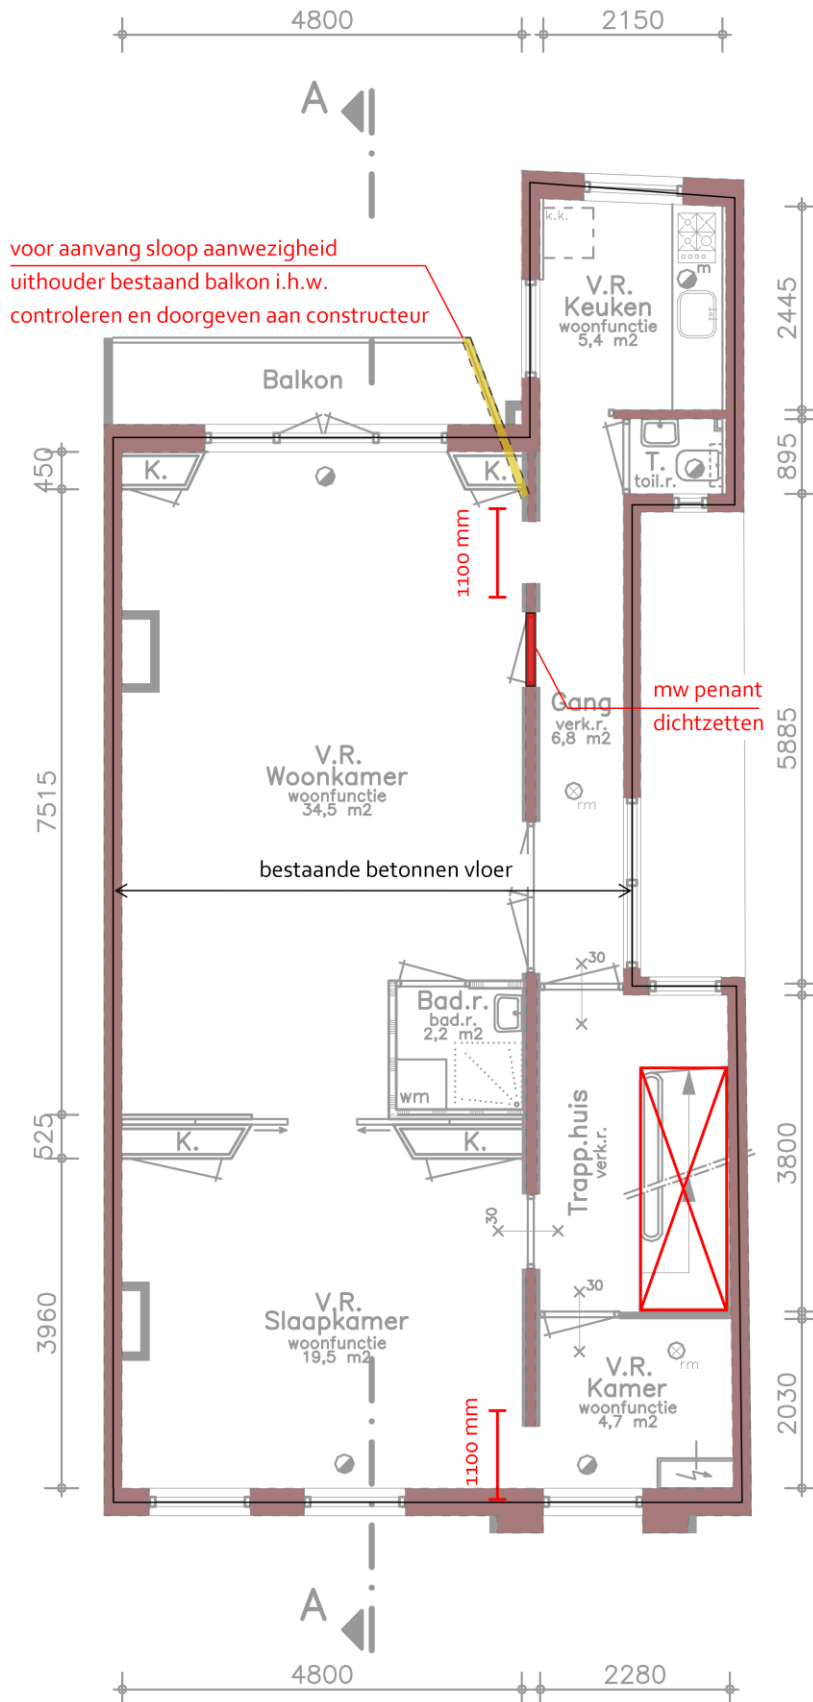 4800
2150
A
voor aanvang sloop aanwezigheid
uithouder bestaand balkon i.h.w.
controleren en doorgeven aan constructeur
k.k.
m
V.R.
Keuken
woonfunctie
5,4 m2
2445
Balkon
K.
K.
T.
toil.r.
450
895
1100 mm
mw penant
dichtzetten
Gang
verk.r.
6,8 m2
rm
5885
V.R.
Woonkamer
woonfunctie
34,5 m2
7515
bestaande betonnen vloer
30
Bad.r.
bad.r.
2,2 m2
wm
525
K.
K.
Trapp.huis
verk.r.
3800
30
30
V.R.
Slaapkamer
woonfunctie
19,5 m2
3960
V.R.
Kamer
woonfunctie
4,7 m2
rm
2030
1100 mm
A
4800
2280